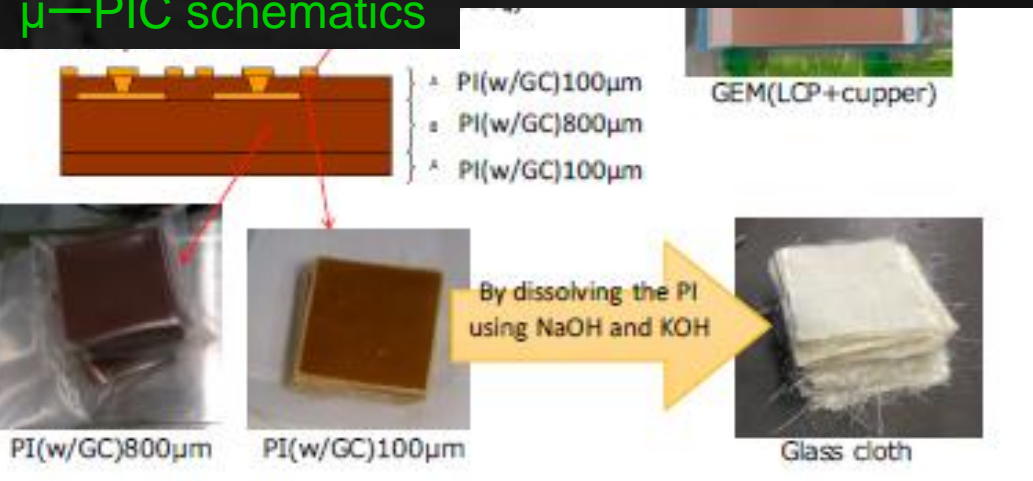 μ—PIC schematics
A PI(w/GC)100μm
GEM(LCP+cupper)
B PI(w/GC)800μm
A PI(w/GC)100μm
By dissolving the PI
using NaOH and KOH
PI(w/GC)800μm
PI(w/GC)100μm
Glass cloth